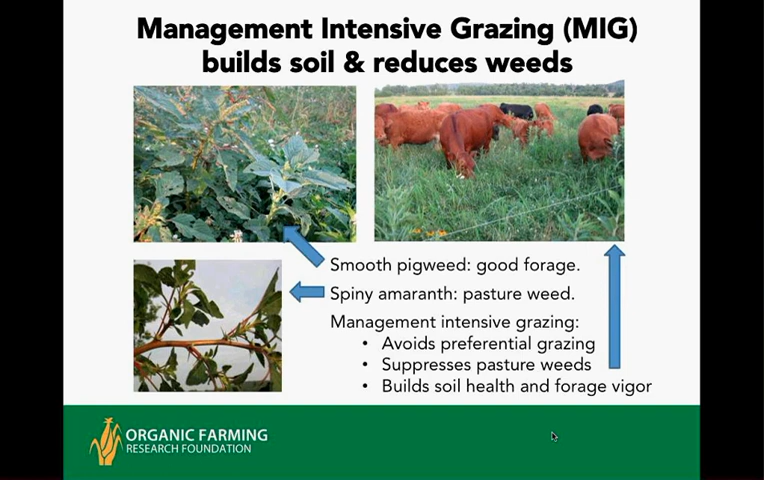 Management Intensive Grazing (MIG)
builds soil & reduces weeds
Smooth pigweed: good forage.
Spiny amaranth: pasture weed.
Management intensive grazing:
• Avoids preferential grazing
• Suppresses pasture weeds
• Builds soil health and forage vigor
ORGANIC FARMING
RESEARCH FOUNDATION